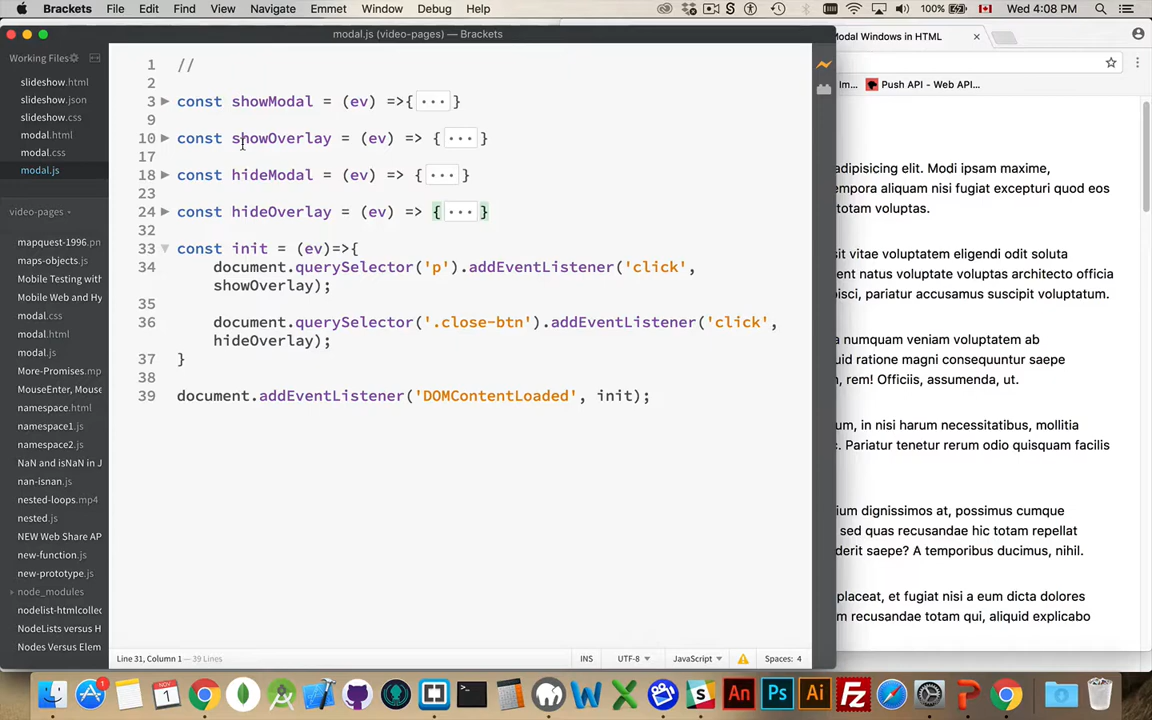 Brackets File Edit Find View Navigate Emmet Window Debug Help
100% Wed 4:08 PM
modal.js (video-pages) — Brackets
Modal Windows in HTML
Im... Push API - Web API...
Working Files
slideshow.html
slideshow.json
slideshow.css
modal.html
modal.css
modal.js
video-pages
mapquest-1996.pn
maps-objects.js
Mobile Testing with
Mobile Web and Hy
modal.css
modal.html
modal.js
More-Promises.mp
MouseEnter, Mouse
namespace.html
namespace1.js
namespace2.js
NaN and isNaN in J
nan-isnan.js
nested-loops.mp4
nested.js
NEW Web Share AP
new-function.js
new-prototype.js
node_modules
nodelist-htmlcollec
NodeLists versus H
Nodes Versus Elem
1 //
2
3 const showModal = (ev) =>{ ... }
9
10 const showOverlay = (ev) => { ... }
17
18 const hideModal = (ev) => { ... }
23
24 const hideOverlay = (ev) => { ... }
32
33 const init = (ev)=>{
34 document.querySelector('p').addEventListener('click',
showOverlay);
35
36 document.querySelector('.close-btn').addEventListener('click',
hideOverlay);
37 }
38
39 document.addEventListener('DOMContentLoaded', init);
Line 31, Column 1 — 39 Lines
INS UTF-8 JavaScript Spaces: 4
adipisicing elit. Modi ipsam maxime,
empora aliquam nisi fugiat excepturi quod eos
totam voluptas.
sit vitae voluptatem eligendi odit soluta
ent natus voluptate voluptas architecto officia
pisci, pariatur accusamus suscipit voluptatum.
a numquam veniam voluptatem ab
uid ratione magni consequuntur saepe
, rem! Officiis, assumenda, ut.
um, in nisi harum necessitatibus, mollitia
. Pariatur tenetur rerum odio quisquam facilis
ium dignissimos at, possimus cumque
sed quas recusandae hic totam repellat
derit saepe? A temporibus ducimus, nihil.
placeat, et fugiat nisi a eum dicta dolores
m recusandae totam qui, aliquid explicabo
1
1
An Ps Ai Fz